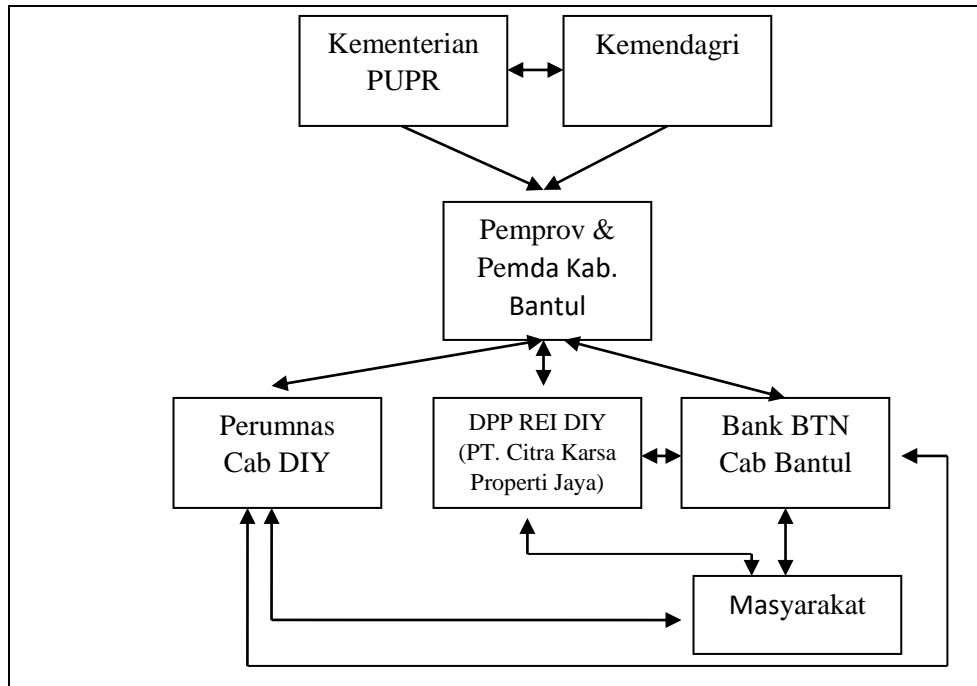 Kementerian
PUPR
Kemendagri
Pemprov &
Pemda Kab.
Bantul
Perumnas
Cab DIY
DPP REI DIY
(PT. Citra Karsa
Properti Jaya)
Bank BTN
Cab Bantul
Masyarakat